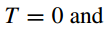 T = 0 and